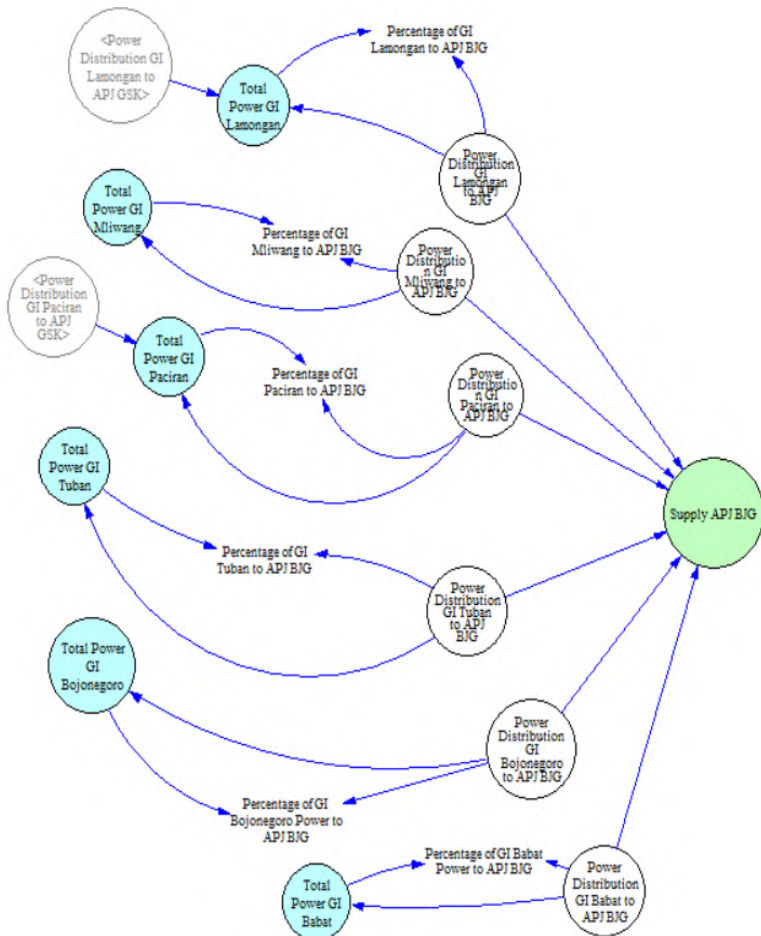 <Power
Distribution GI
Lamongan to
APJ GSK>
Total
Power GI
Lamongan
Percentage of GI
Lamongan to APJ BJG
Power
Distribution
GI
Lamongan
to APJ
BJG
Total
Power GI
Mliwang
Percentage of GI
Mliwang to APJ BJG
Power
Distributio
n GI
Mliwang to
APJ BJG
<Power
Distribution
GI Paciran
to APJ
GSK>
Total
Power GI
Paciran
Percentage of GI
Paciran to APJ BJG
Power
Distributio
n GI
Paciran to
APJ BJG
Supply APJ BJG
Total
Power GI
Tuban
Percentage of GI
Tuban to APJ BJG
Power
Distribution
GI Tuban
to APJ
BJG
Total Power
GI
Bojonegoro
Power
Distribution
GI
Bojonegoro
to APJ BJG
Percentage of GI
Bojonegoro Power to
APJ BJG
Total
Power GI
Babat
Percentage of GI Babat
Power to APJ BJG
Power
Distribution
GI Babat to
APJ BJG